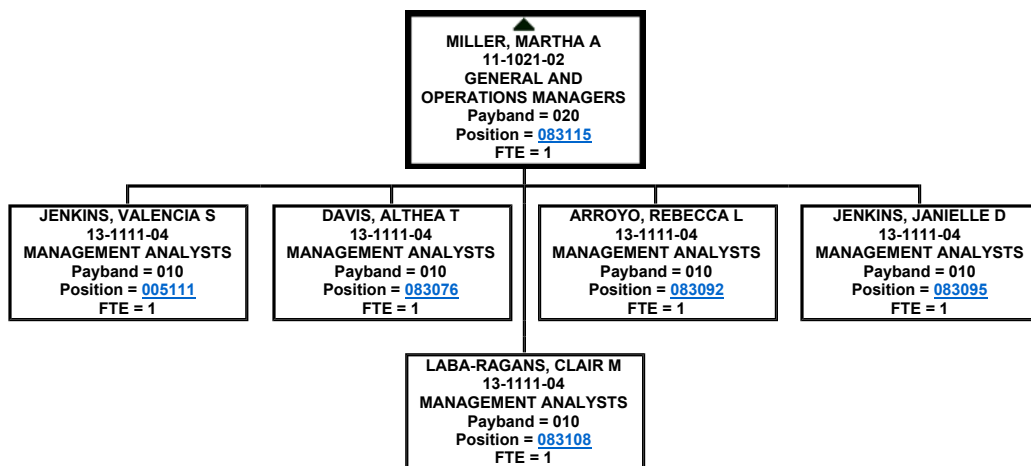 MILLER, MARTHA A
11-1021-02
GENERAL AND
OPERATIONS MANAGERS
Payband = 020
Position = 083115
FTE = 1
JENKINS, VALENCIA S
13-1111-04
MANAGEMENT ANALYSTS
Payband = 010
Position = 005111
FTE = 1
DAVIS, ALTHEA T
13-1111-04
MANAGEMENT ANALYSTS
Payband = 010
Position = 083076
FTE = 1
ARROYO, REBECCA L
13-1111-04
MANAGEMENT ANALYSTS
Payband = 010
Position = 083092
FTE = 1
JENKINS, JANIELLE D
13-1111-04
MANAGEMENT ANALYSTS
Payband = 010
Position = 083095
FTE = 1
LABA-RAGANS, CLAIR M
13-1111-04
MANAGEMENT ANALYSTS
Payband = 010
Position = 083108
FTE = 1